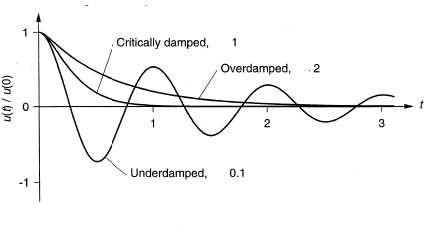 1
Critically damped, 1
Overdamped, . 2
u(t) / u(0)
0
t
1
2
3
Underdamped, 0.1
-1